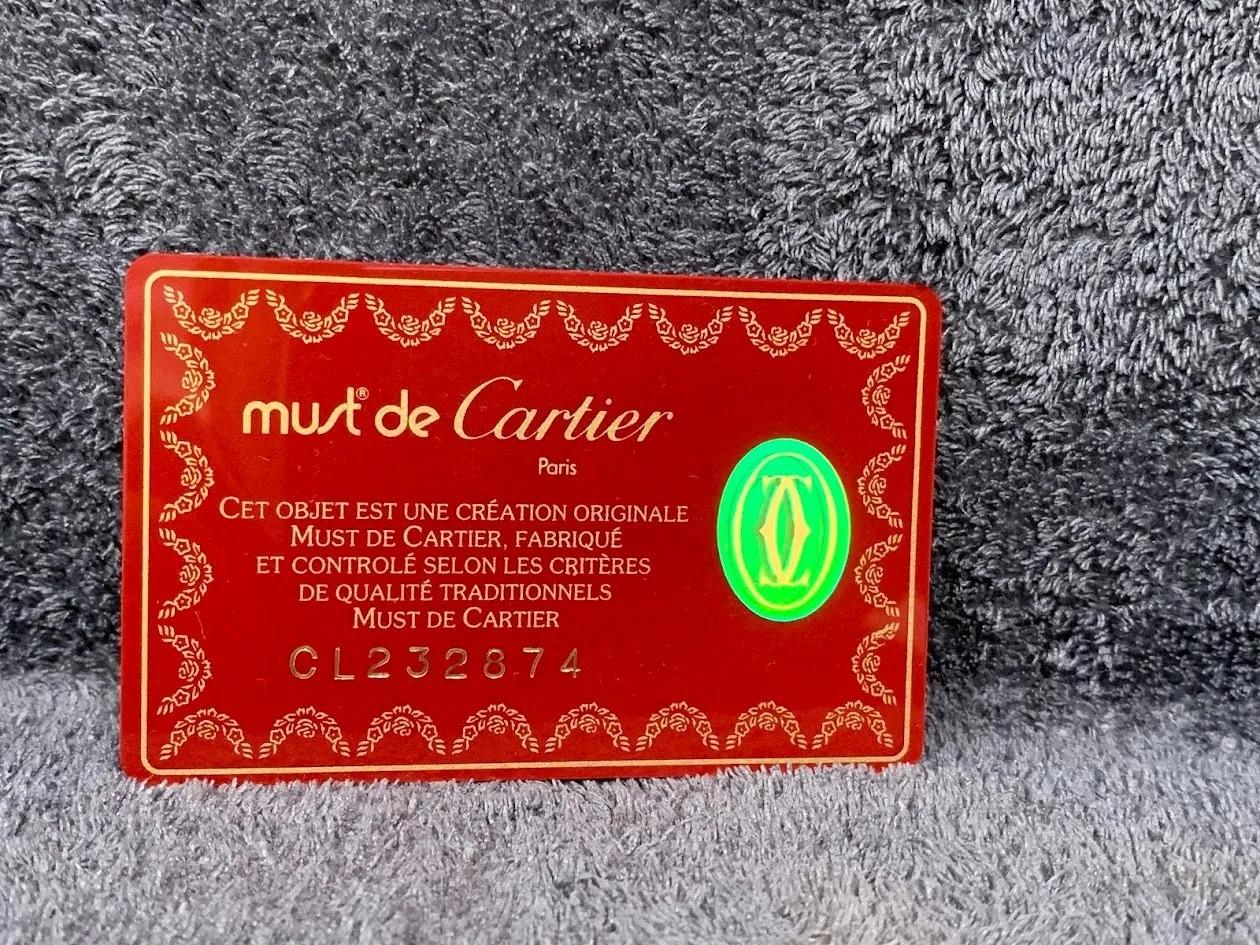 must® de Cartier
Paris
CET OBJET EST UNE CRÉATION ORIGINALE
MUST DE CARTIER, FABRIQUÉ
ET CONTROLÉ SELON LES CRITÈRES
DE QUALITÉ TRADITIONNELS
MUST DE CARTIER
CL232874